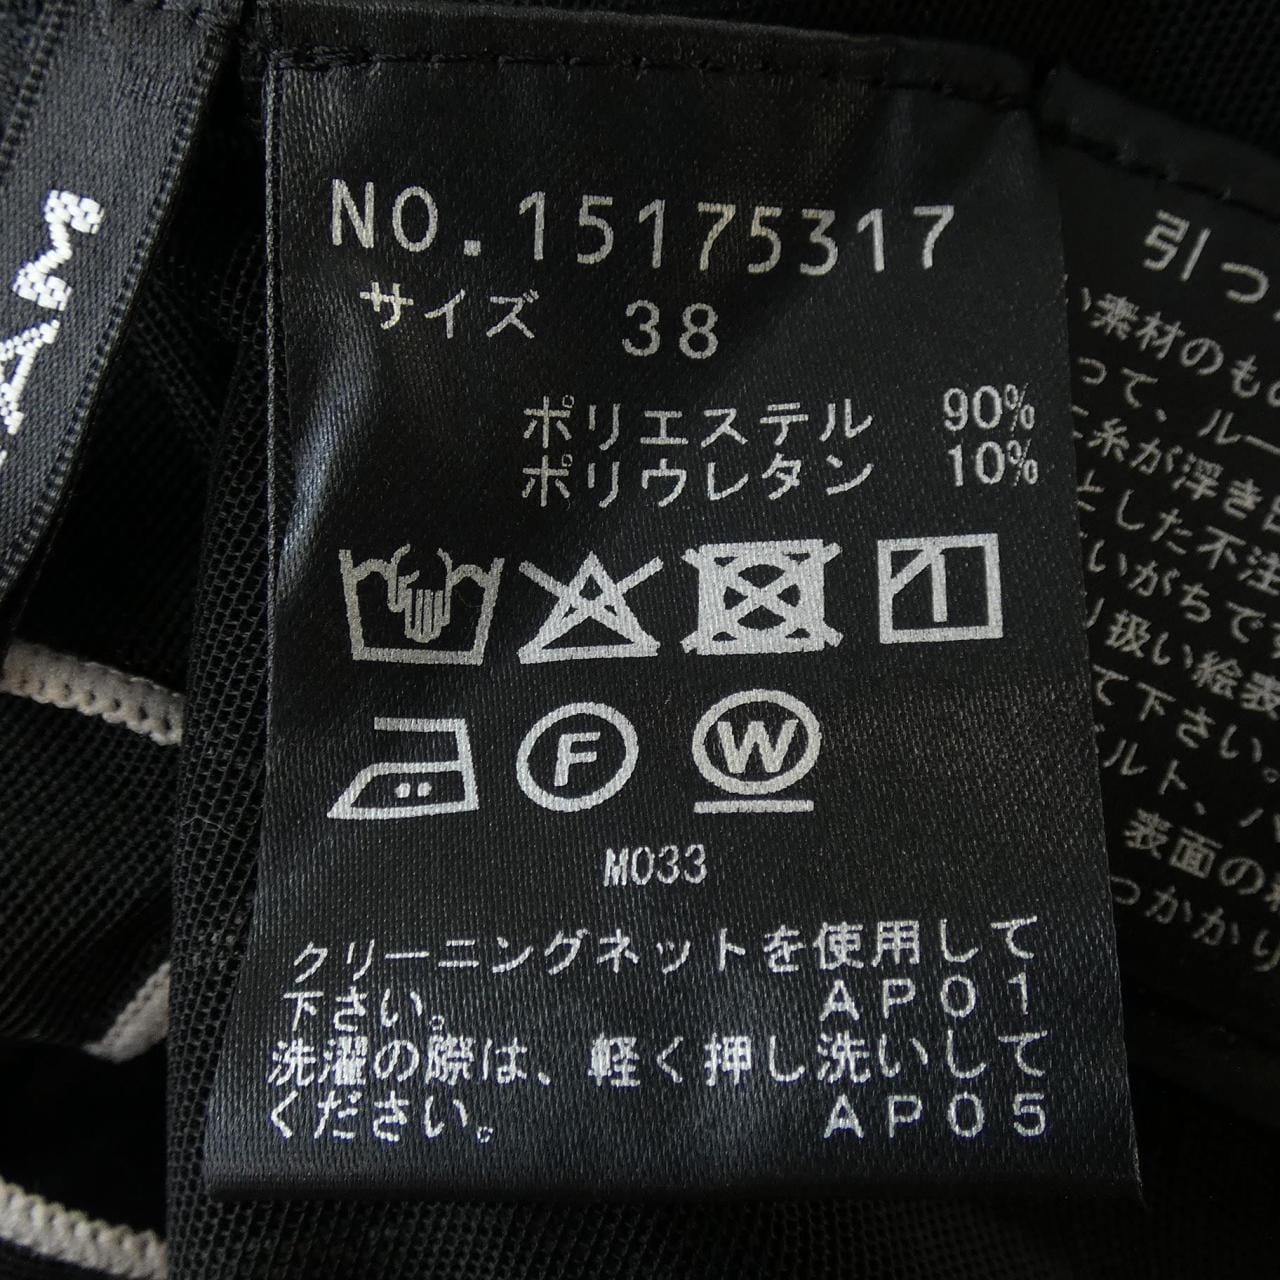 AM
NO.15175317
サイズ 38
ポリエステル 90%
ポリウレタン 10%
F
W
M033
クリーニングネットを使用して
下さい。 AP01
洗濯の際は、軽く押し洗いして
ください。 AP05
引っ
い素材のもの
って、ルー
糸が浮き
とした不注
いがちで
り扱い絵表
て下さい。
ルト、バ
表面の
つかかり